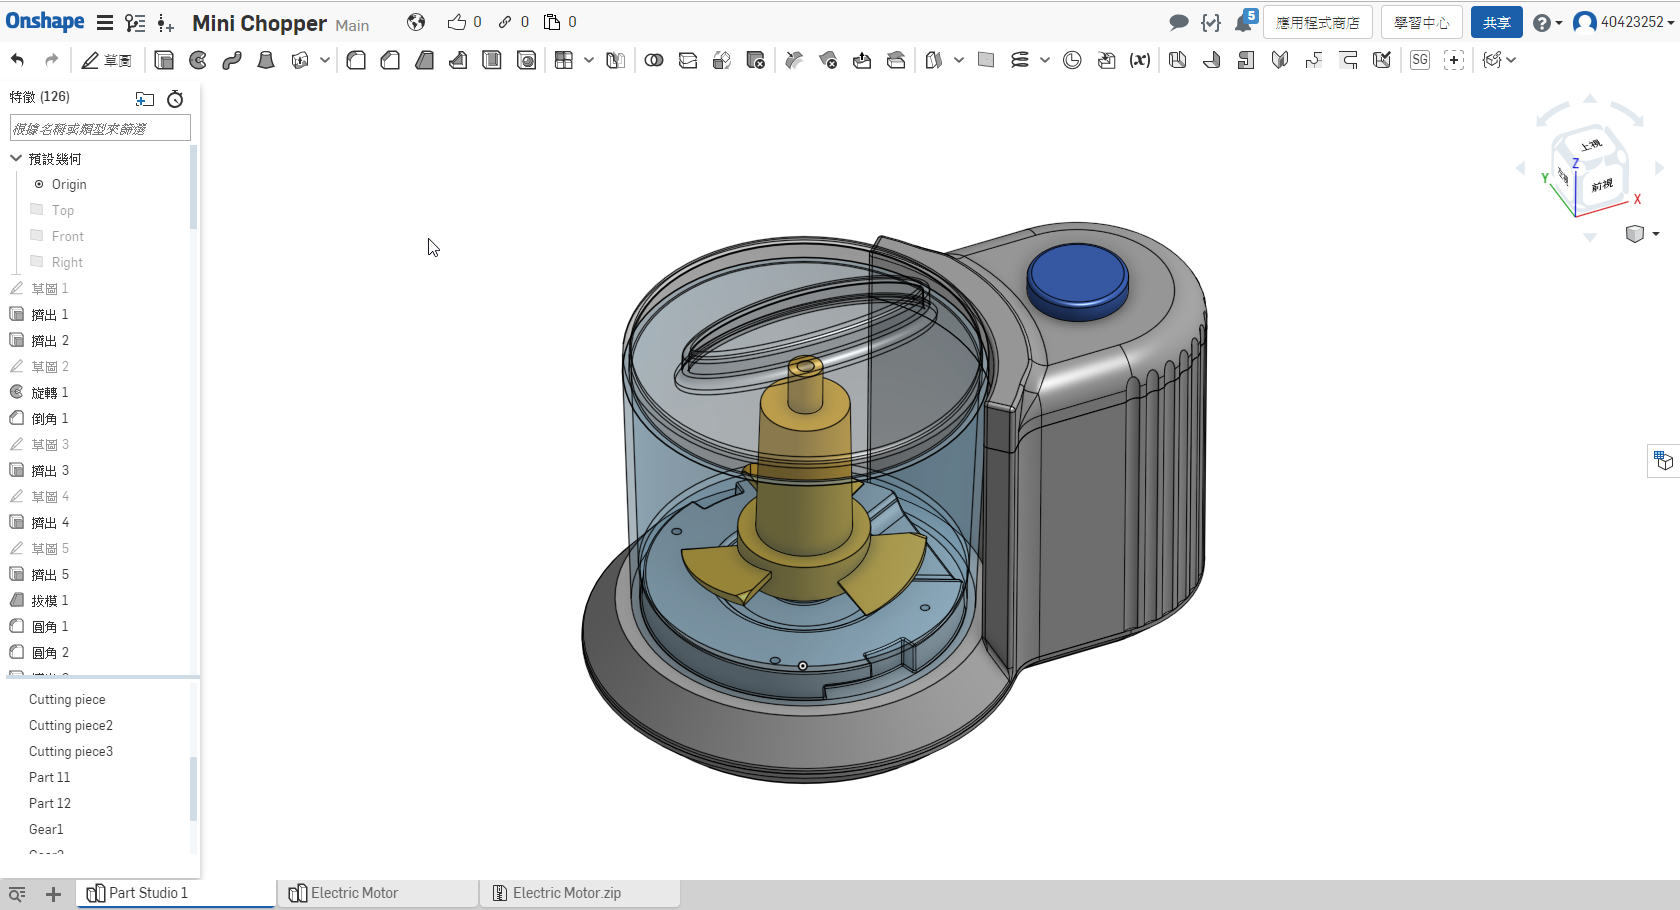 Onshape
Mini Chopper Main
0 0 0
5
應用程式商店
學習中心
共享
40423252
草圖
(x)
SG
特徵 (126)
根據名稱或類型來篩選
預設幾何
Origin
Top
Front
Right
草圖 1
擠出 1
擠出 2
草圖 2
旋轉 1
倒角 1
草圖 3
擠出 3
草圖 4
擠出 4
草圖 5
擠出 5
拔模 1
圓角 1
圓角 2
Cutting piece
Cutting piece2
Cutting piece3
Part 11
Part 12
Gear1
上視
前視
Z
Y
X
Part Studio 1
Electric Motor
Electric Motor.zip